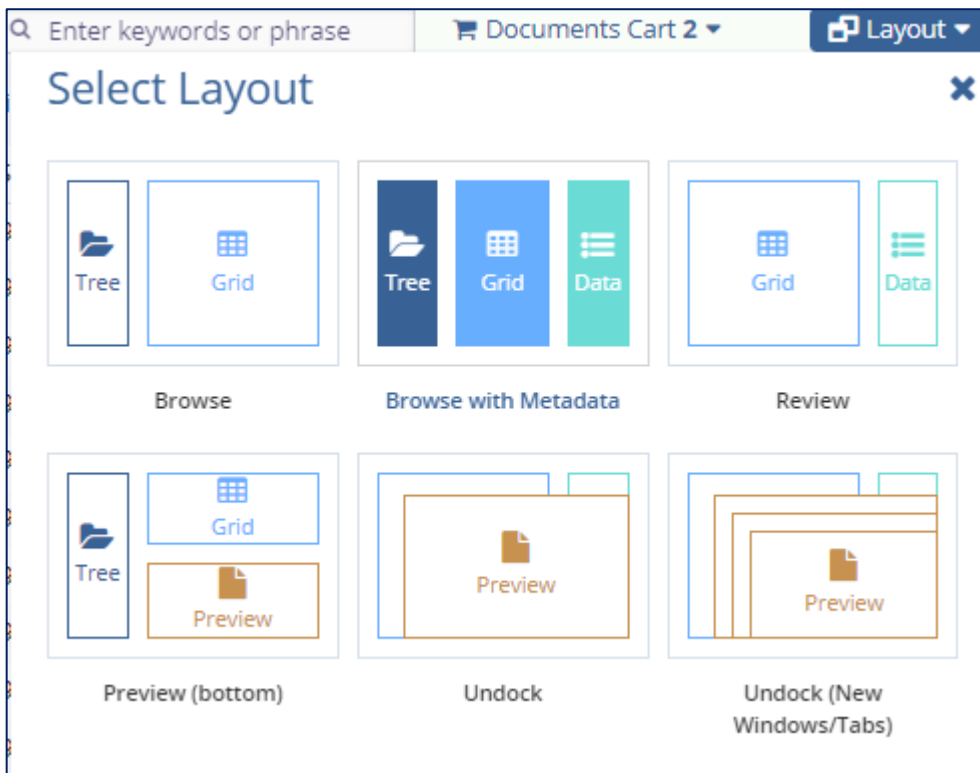 Enter keywords or phrase
Documents Cart 2
Layout
Select Layout
Tree
Grid
Tree
Grid
Data
Grid
Data
Browse
Browse with Metadata
Review
Tree
Grid
Preview
Preview
Preview
Preview (bottom)
Undock
Undock (New
Windows/Tabs)